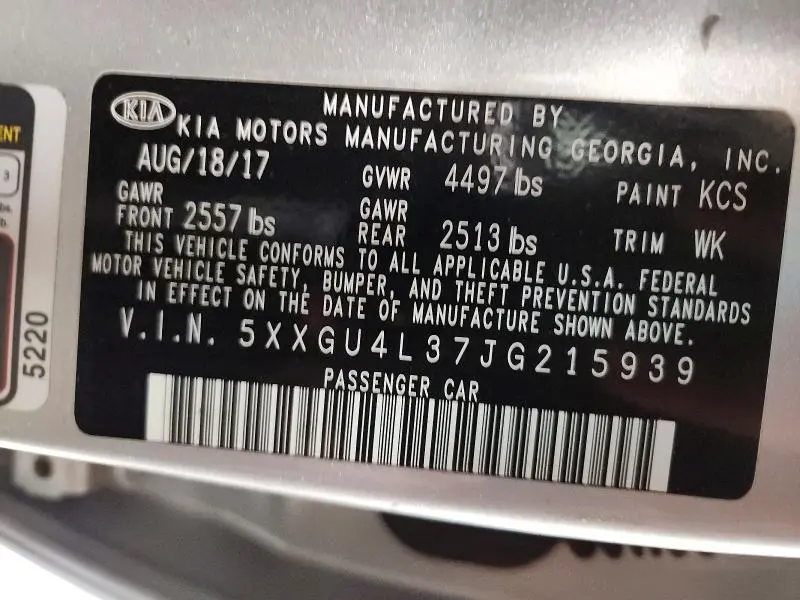 KIA
MANUFACTURED BY
KIA MOTORS MANUFACTURING GEORGIA, INC.
AUG/18/17 GVWR 4497 lbs PAINT KCS
GAWR FRONT 2557 lbs GAWR REAR 2513 lbs TRIM WK
THIS VEHICLE CONFORMS TO ALL APPLICABLE U.S.A. FEDERAL
MOTOR VEHICLE SAFETY, BUMPER, AND THEFT PREVENTION STANDARDS
IN EFFECT ON THE DATE OF MANUFACTURE SHOWN ABOVE.
V.I.N. 5XXGU4L37JG215939
PASSENGER CAR
5220